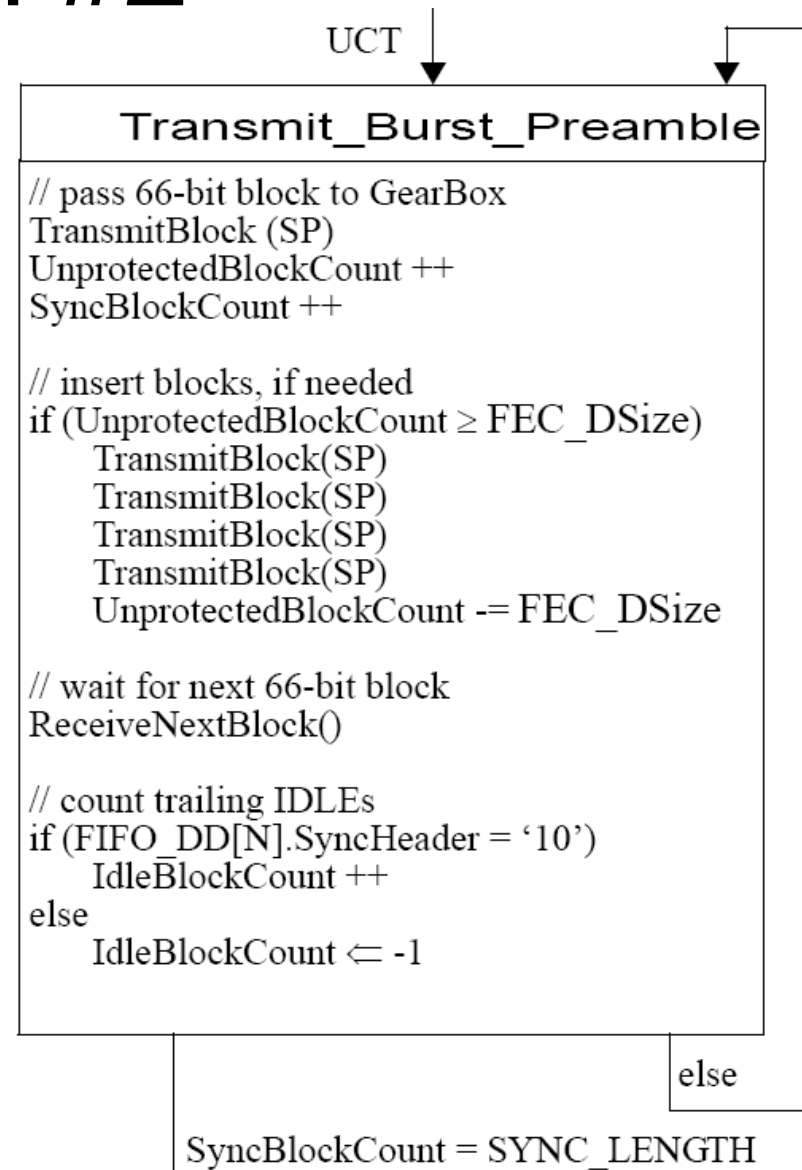 UCT
Transmit_Burst_Preamble
// pass 66-bit block to GearBox
TransmitBlock (SP)
UnprotectedBlockCount ++
SyncBlockCount ++
// insert blocks, if needed
if (UnprotectedBlockCount ≥ FEC_DSize)
TransmitBlock(SP)
TransmitBlock(SP)
TransmitBlock(SP)
TransmitBlock(SP)
UnprotectedBlockCount -= FEC_DSize
// wait for next 66-bit block
ReceiveNextBlock()
// count trailing IDLEs
if (FIFO_DD[N].SyncHeader = ‘10’)
IdleBlockCount ++
else
IdleBlockCount ⇐ -1
else
SyncBlockCount = SYNC_LENGTH